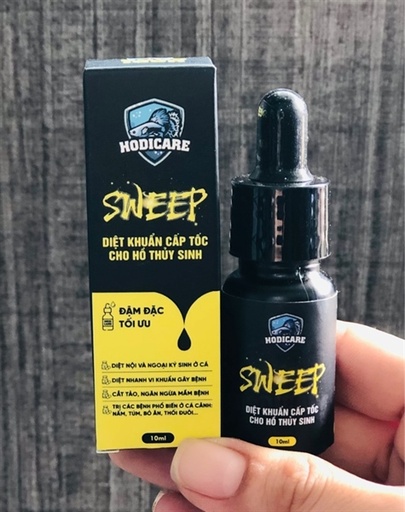 HODICARE
SWEEP
DIỆT KHUẨN CẤP TỐC
CHO HỒ THỦY SINH
ĐẬM ĐẶC
TỐI ƯU
DIỆT NỘI VÀ NGOẠI KÝ SINH Ở CÁ
DIỆT NHANH VI KHUẨN GÂY BỆNH
CẮT TẢO, NGĂN NGỪA MẦM BỆNH
TRỊ CÁC BỆNH PHỔ BIẾN Ở CÁ CẢNH:
NẤM, TÚM, BỎ ĂN, THỐI ĐUÔI...
10ml
HODICARE
SWEEP
DIỆT KHUẨN CẤP TỐC
CHO HỒ THỦY SINH
10ml